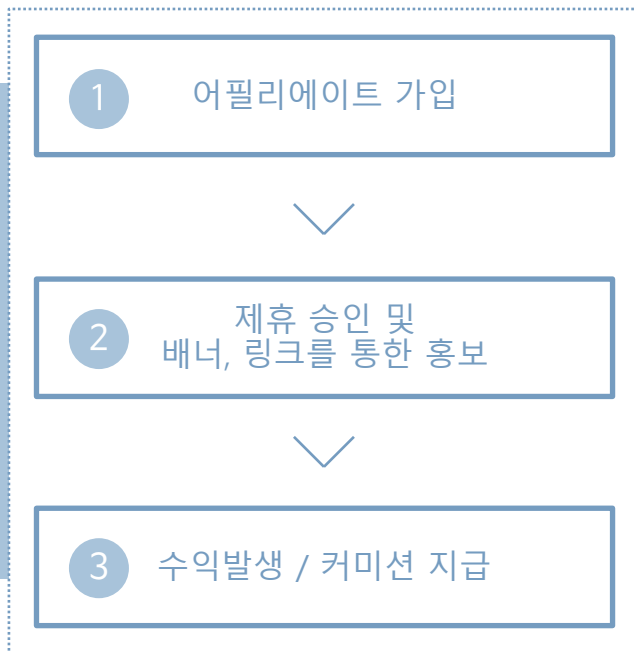 1
어필리에이트 가입
2
제휴 승인 및
배너, 링크를 통한 홍보
3
수익발생 / 커미션 지급